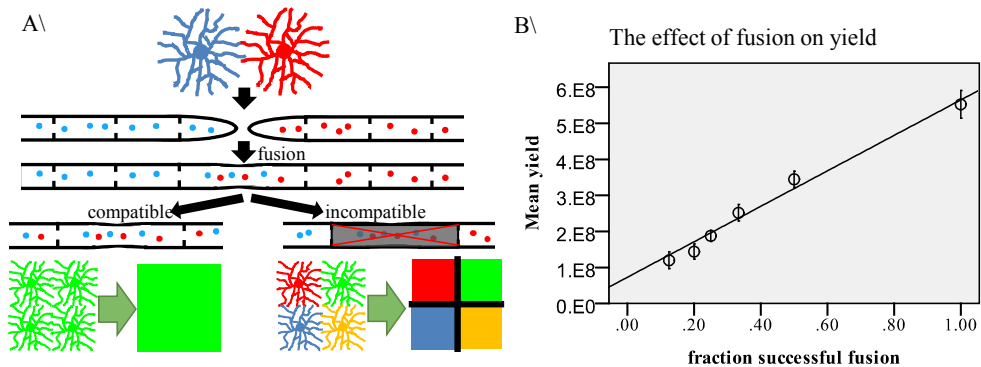 A\
fusion
compatible
incompatible
B\
The effect of fusion on yield
Mean yield
6.E8
5.E8
4.E8
3.E8
2.E8
1.E8
0.E0
.00
.20
.40
.60
.80
1.00
fraction successful fusion